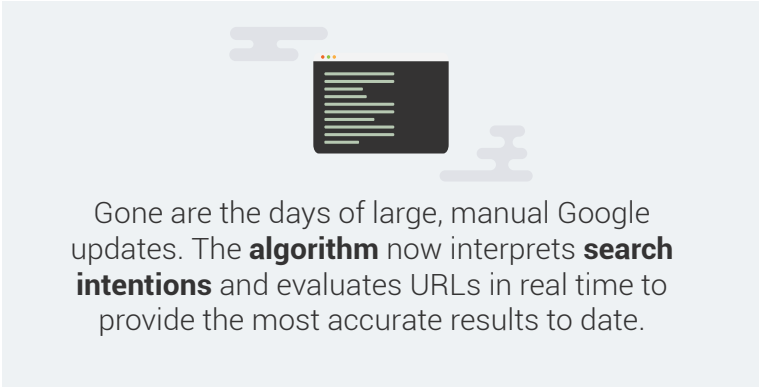 Gone are the days of large, manual Google
updates. The algorithm now interprets search
intentions and evaluates URLs in real time to
provide the most accurate results to date.